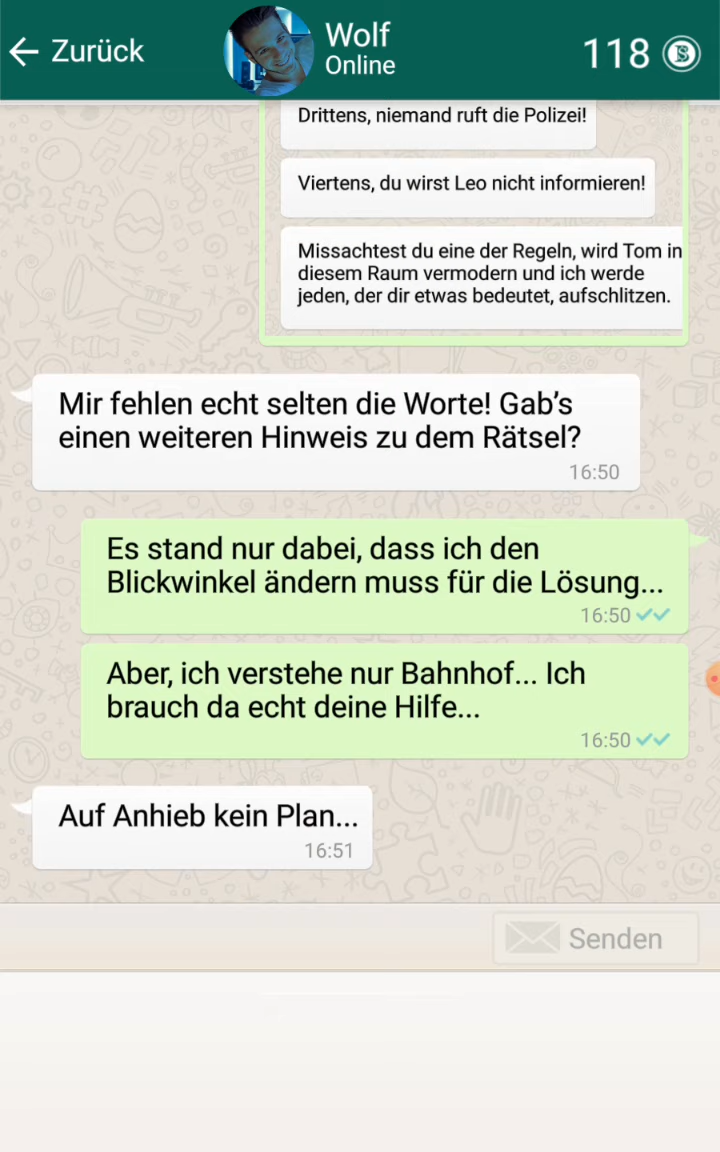 Zurück
Wolf
Online
118
Drittens, niemand ruft die Polizei!
Viertens, du wirst Leo nicht informieren!
Missachtest du eine der Regeln, wird Tom in
diesem Raum vermodern und ich werde
jeden, der dir etwas bedeutet, aufschlitzen.
Mir fehlen echt selten die Worte! Gab’s
einen weiteren Hinweis zu dem Rätsel?
16:50
Es stand nur dabei, dass ich den
Blickwinkel ändern muss für die Lösung...
16:50
Aber, ich verstehe nur Bahnhof... Ich
brauch da echt deine Hilfe...
16:50
Auf Anhieb kein Plan...
16:51
Senden